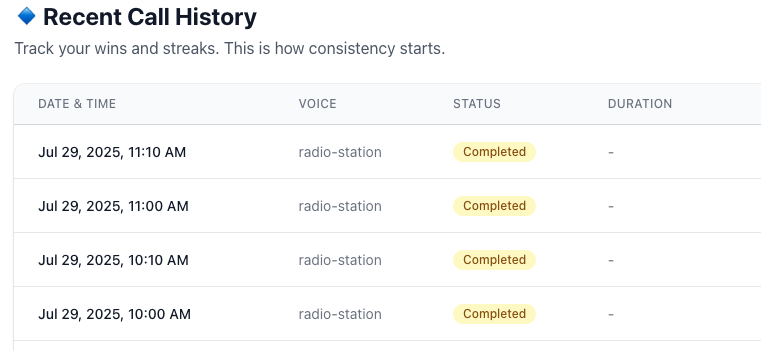 Recent Call History
Track your wins and streaks. This is how consistency starts.
DATE & TIME VOICE STATUS DURATION
Jul 29, 2025, 11:10 AM radio-station Completed -
Jul 29, 2025, 11:00 AM radio-station Completed -
Jul 29, 2025, 10:10 AM radio-station Completed -
Jul 29, 2025, 10:00 AM radio-station Completed -